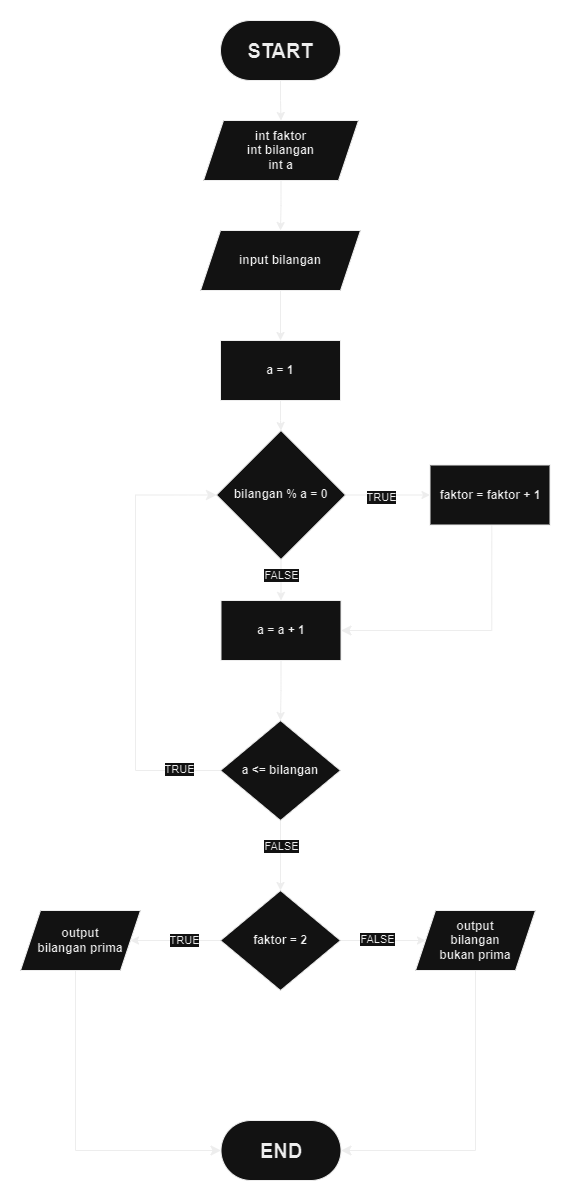 START
int faktor
int bilangan
int a
input bilangan
a = 1
bilangan % a = 0
TRUE
faktor = faktor + 1
FALSE
a = a + 1
a <= bilangan
TRUE
FALSE
faktor = 2
TRUE
FALSE
output
bilangan prima
output
bilangan
bukan prima
END